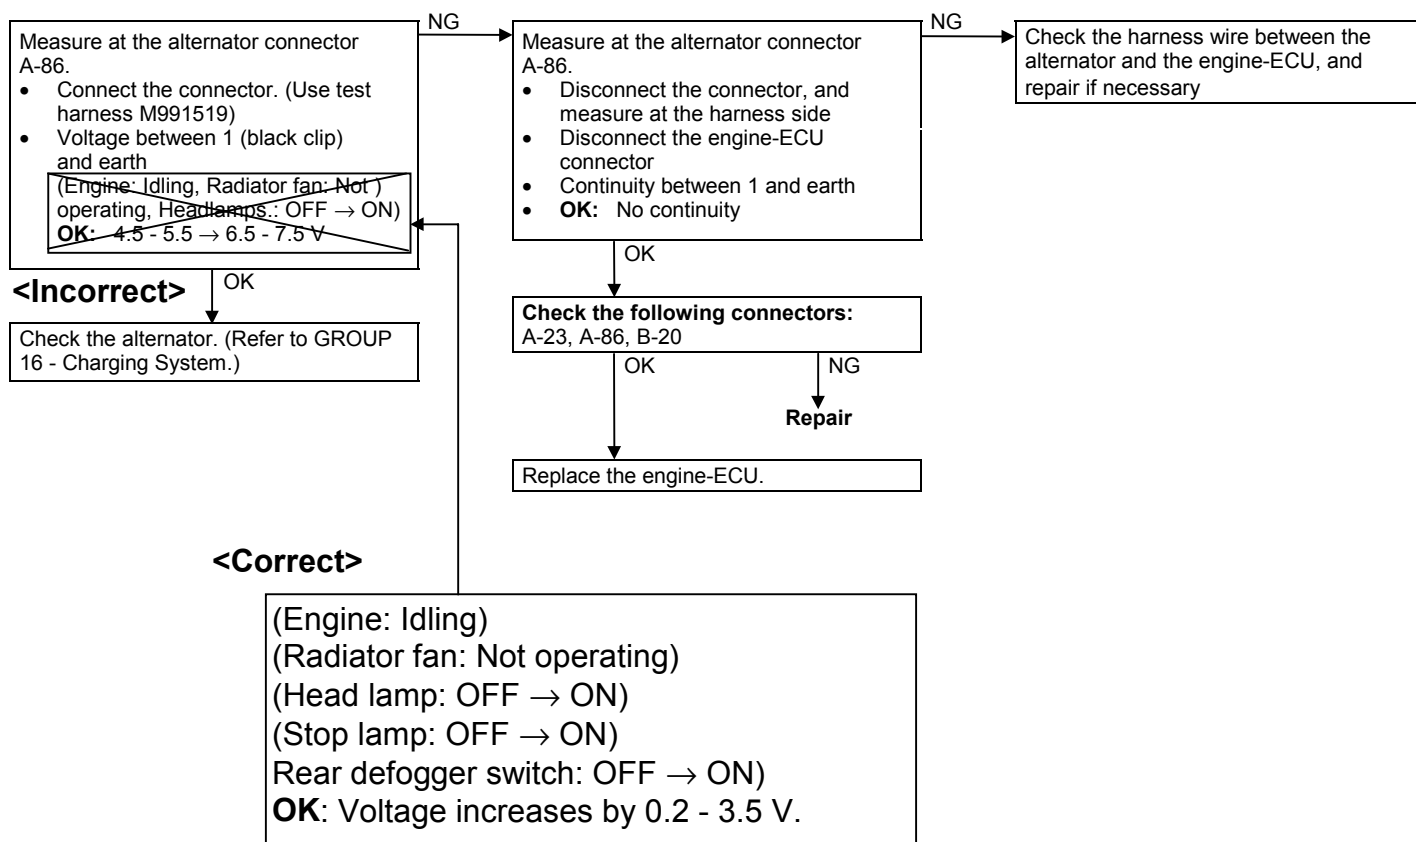 Measure at the alternator connector
A-86.
• Connect the connector. (Use test
harness M991519)
• Voltage between 1 (black clip)
and earth
(Engine: Idling, Radiator fan: Not )
operating, Headlamps.: OFF → ON)
OK: 4.5 - 5.5 → 6.5 - 7.5 V
NG
Measure at the alternator connector
A-86.
• Disconnect the connector, and
measure at the harness side
• Disconnect the engine-ECU
connector
• Continuity between 1 and earth
• OK: No continuity
NG
Check the harness wire between the
alternator and the engine-ECU, and
repair if necessary
<Incorrect>
OK
Check the alternator. (Refer to GROUP
16 - Charging System.)
OK
Check the following connectors:
A-23, A-86, B-20
OK
NG
Repair
Replace the engine-ECU.
<Correct>
(Engine: Idling)
(Radiator fan: Not operating)
(Head lamp: OFF → ON)
(Stop lamp: OFF → ON)
Rear defogger switch: OFF → ON)
OK: Voltage increases by 0.2 - 3.5 V.